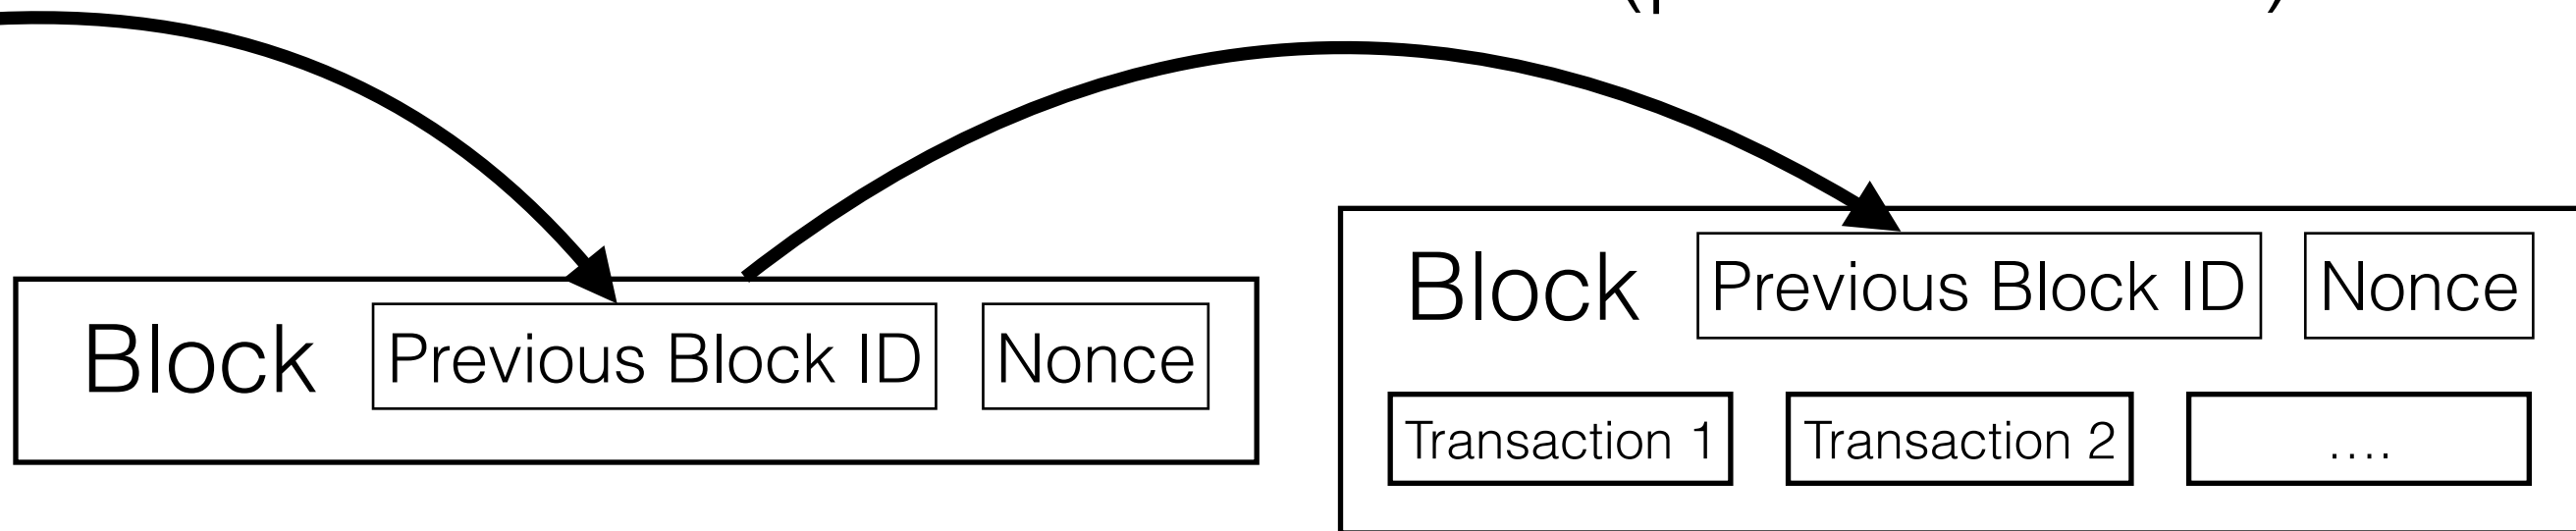 Block Previous Block ID Nonce
Block Previous Block ID Nonce
Transaction 1 Transaction 2 ....